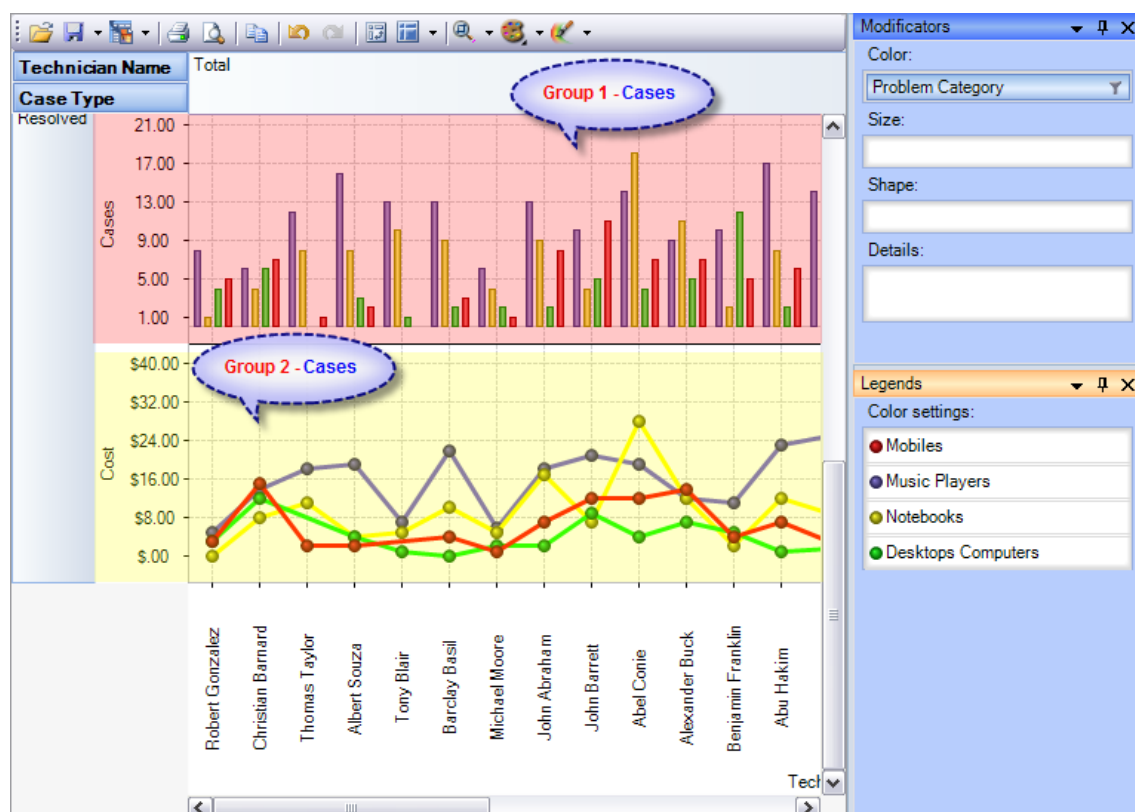 Technician Name
Total
Case Type
Resolved
Group 1 - Cases
21.00
17.00
13.00
9.00
5.00
1.00
Cases
Group 2 - Cases
$40.00
$32.00
$24.00
$16.00
$8.00
$.00
Cost
Robert Gonzalez
Christian Barnard
Thomas Taylor
Albert Souza
Tony Blair
Barclay Basil
Michael Moore
John Abraham
John Barrett
Abel Conie
Alexander Buck
Benjamin Franklin
Abu Hakim
Tech
Modificators
Color:
Problem Category
Size:
Shape:
Details:
Legends
Color settings:
Mobiles
Music Players
Notebooks
Desktops Computers